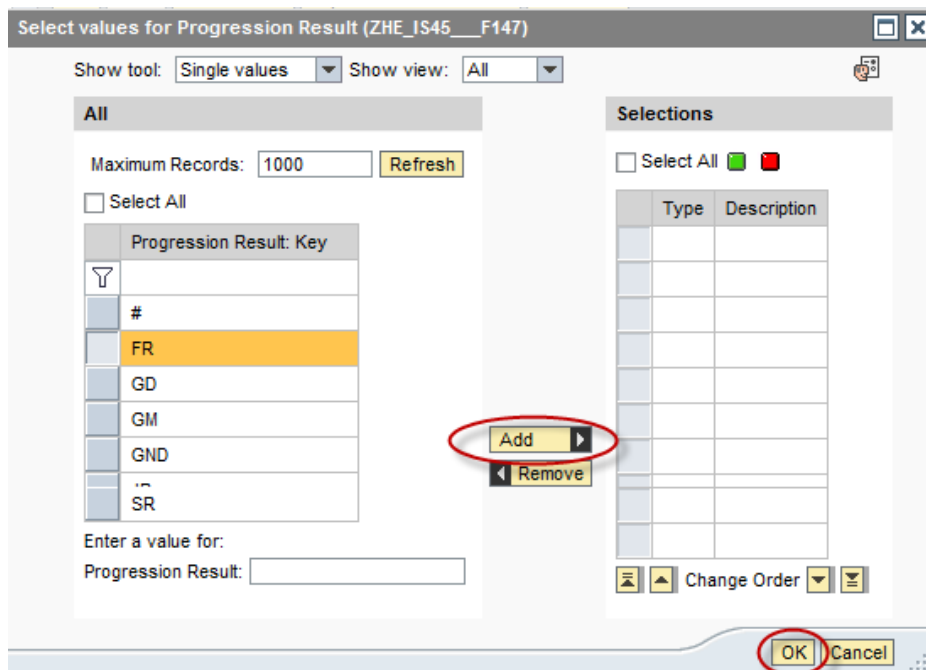 Select values for Progression Result (ZHE_IS45___F147)
Show tool: Single values Show view: All
All
Maximum Records: 1000 Refresh
Select All
Progression Result: Key
#
FR
GD
GM
GND
SR
Enter a value for:
Progression Result:
Add
Remove
Selections
Select All
Type Description
Change Order
OK Cancel